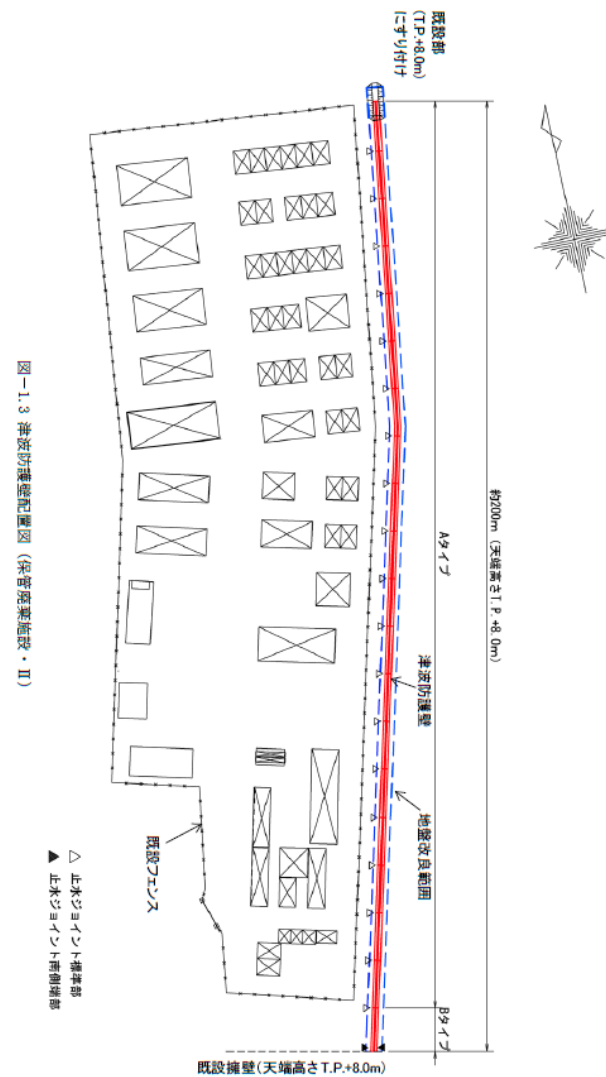 既設部
(T.P.+8.0m)
にすり付け
約200m (天端高さT.P.+8.0m)
Aタイプ
Bタイプ
津波防護壁
地盤改良範囲
既設フェンス
△ 止水ジョイント標準部
▲ 止水ジョイント南側端部
既設擁壁(天端高さT.P.+8.0m)
図-1.3 津波防護壁配置図 (保管廃棄施設・Ⅱ)